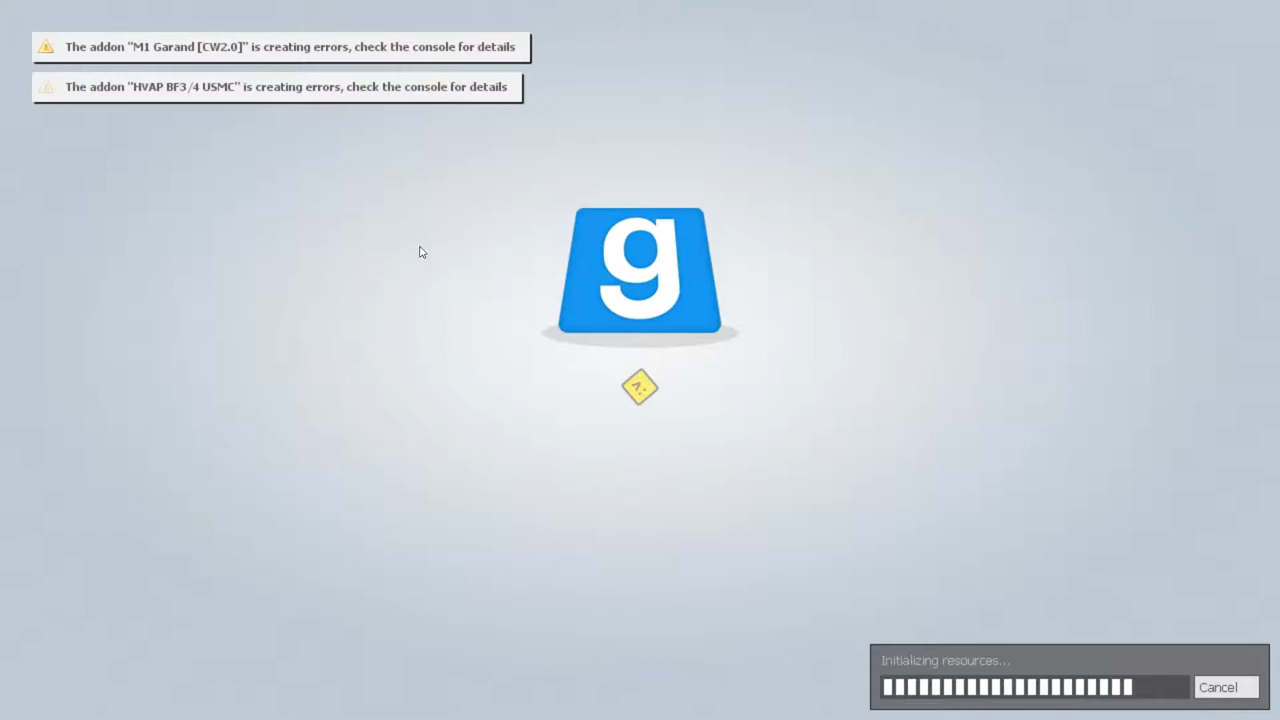 The addon "M1 Garand [CW2.0]" is creating errors, check the console for details
The addon "HVAP BF3/4 USMC" is creating errors, check the console for details
g
Initializing resources...
Cancel